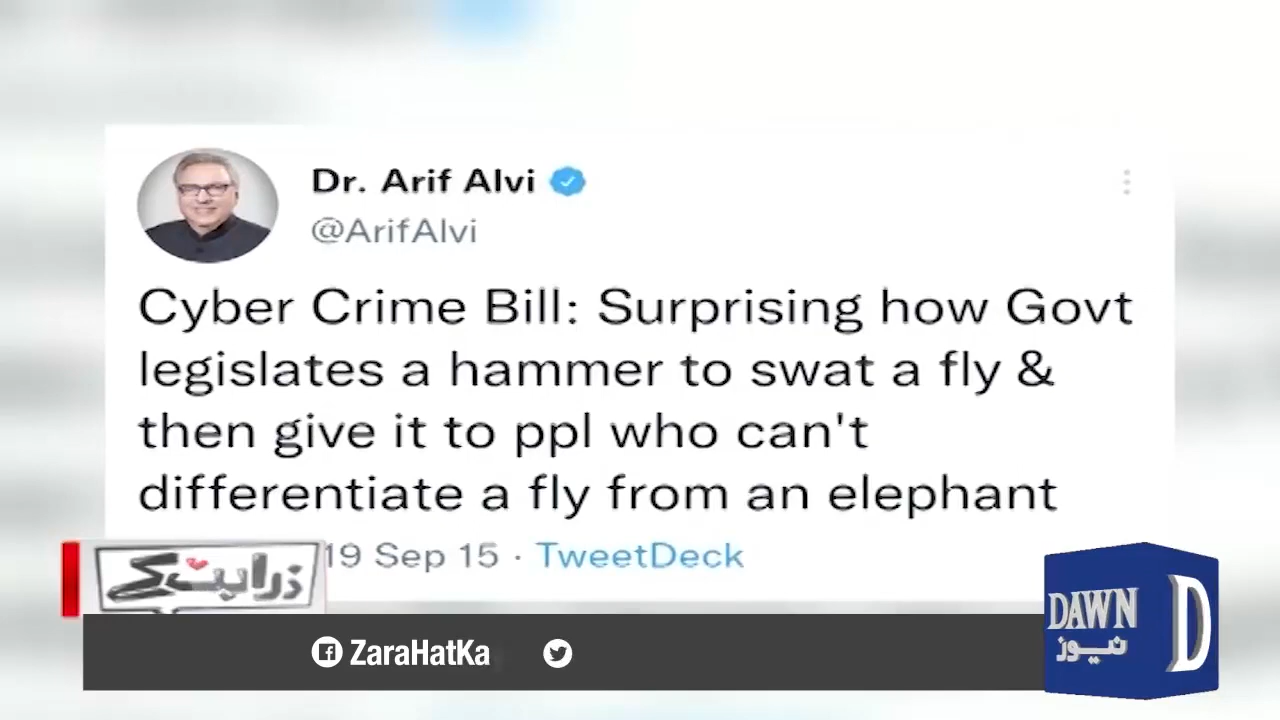 Dr. Arif Alvi
@ArifAlvi
Cyber Crime Bill: Surprising how Govt
legislates a hammer to swat a fly &
then give it to ppl who can't
differentiate a fly from an elephant
19 Sep 15 · TweetDeck
ذرا ہٹ کے
ZaraHatKa
DAWN
نیوز
D